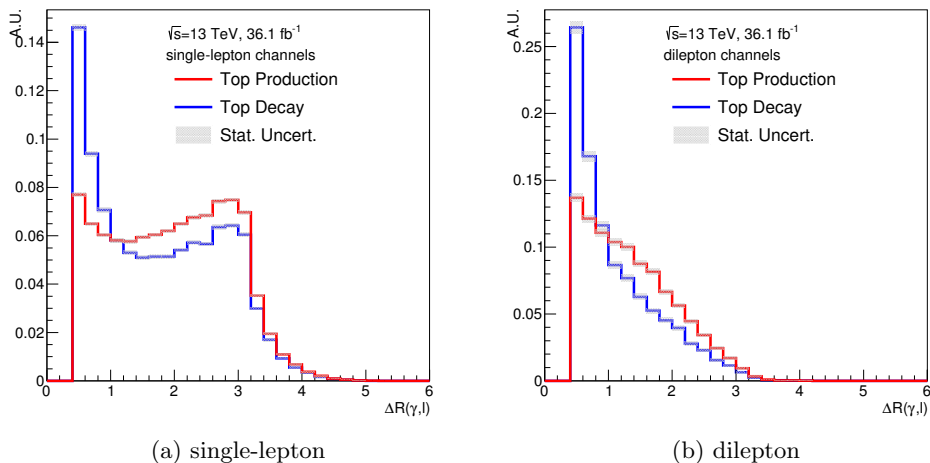 A.U.
√s=13 TeV, 36.1 fb⁻¹
single-lepton channels
Top Production
Top Decay
Stat. Uncert.
0.14
0.12
0.1
0.08
0.06
0.04
0.02
0
0 1 2 3 4 5 6
ΔR(γ,l)
(a) single-lepton
A.U.
√s=13 TeV, 36.1 fb⁻¹
dilepton channels
Top Production
Top Decay
Stat. Uncert.
0.25
0.2
0.15
0.1
0.05
0
0 1 2 3 4 5 6
ΔR(γ,l)
(b) dilepton